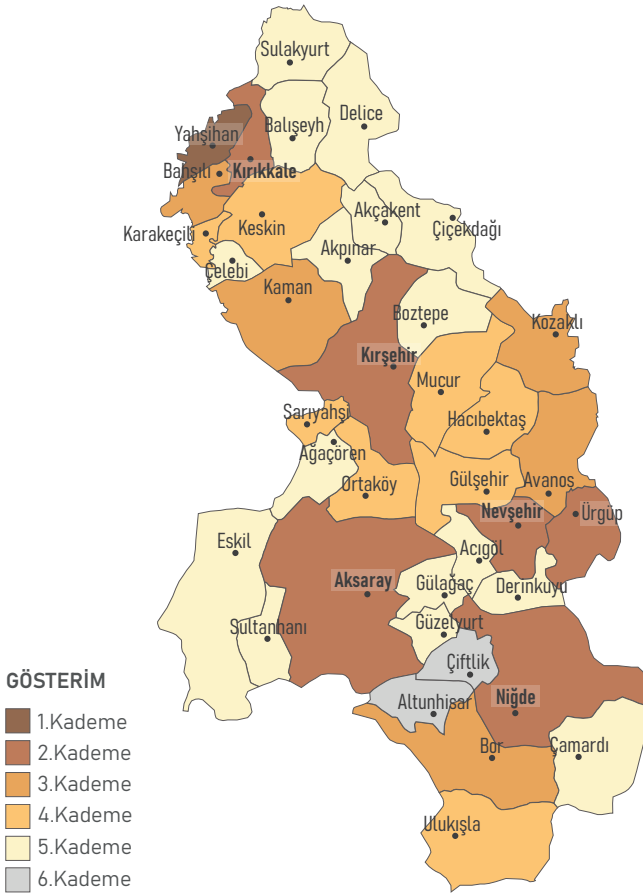 Sulakyurt
Delice
Balışeyh
Yahşihan
Bahşılı
Kırıkkale
Akçakent
Çiçekdağı
Keskin
Karakeçili
Akpınar
Çelebi
Kaman
Boztepe
Kozaklı
Kırşehir
Mucur
Sarıyahşi
Hacıbektaş
Ağaçören
Ortaköy
Gülşehir
Avanos
Nevşehir
Ürgüp
Eskil
Acıgöl
Aksaray
Gülağaç
Derinkuyu
Sultanhanı
Güzelyurt
Çiftlik
Altunhisar
Niğde
Bor
Çamardı
Ulukışla
GÖSTERİM
1.Kademe
2.Kademe
3.Kademe
4.Kademe
5.Kademe
6.Kademe